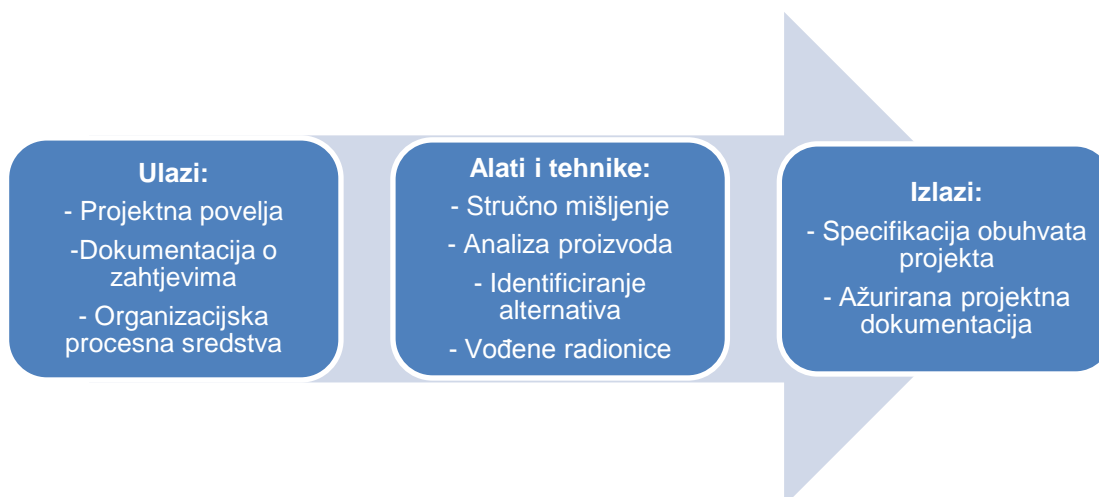 Ulazi:
- Projektna povelja
-Dokumentacija o
zahtjevima
- Organizacijska
procesna sredstva
Alati i tehnike:
- Stručno mišljenje
- Analiza proizvoda
- Identificiranje
alternativa
- Vođene radionice
Izlazi:
- Specifikacija obuhvata
projekta
- Ažurirana projektna
dokumentacija